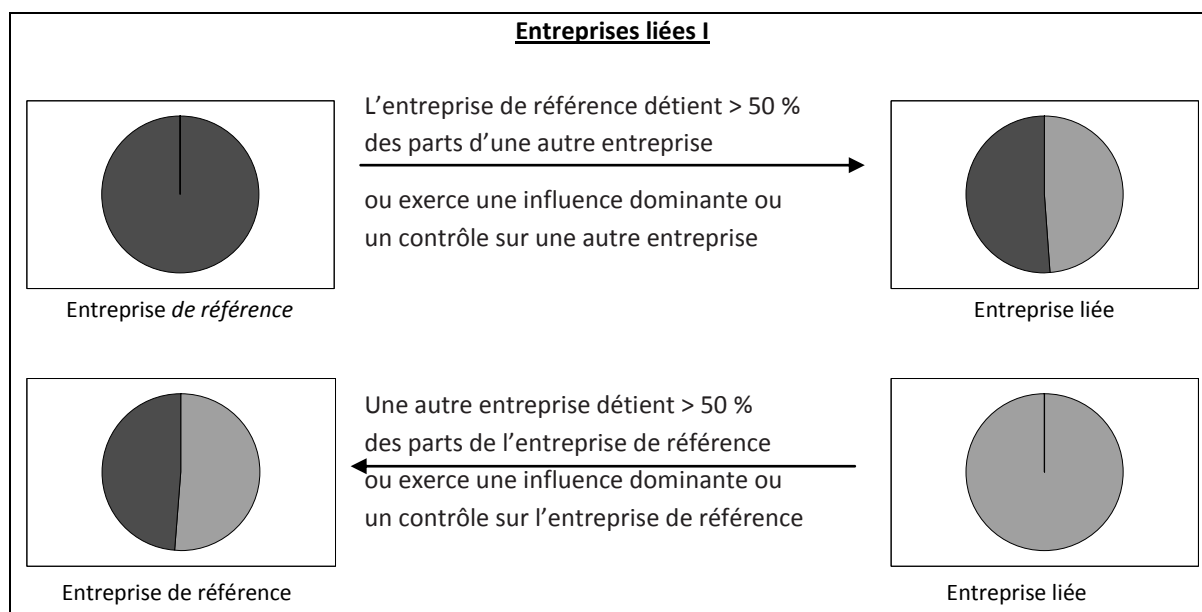 Entreprises liées I
L’entreprise de référence détient > 50 %
des parts d’une autre entreprise
ou exerce une influence dominante ou
un contrôle sur une autre entreprise
Entreprise de référence
Entreprise liée
Une autre entreprise détient > 50 %
des parts de l’entreprise de référence
ou exerce une influence dominante ou
un contrôle sur l’entreprise de référence
Entreprise de référence
Entreprise liée